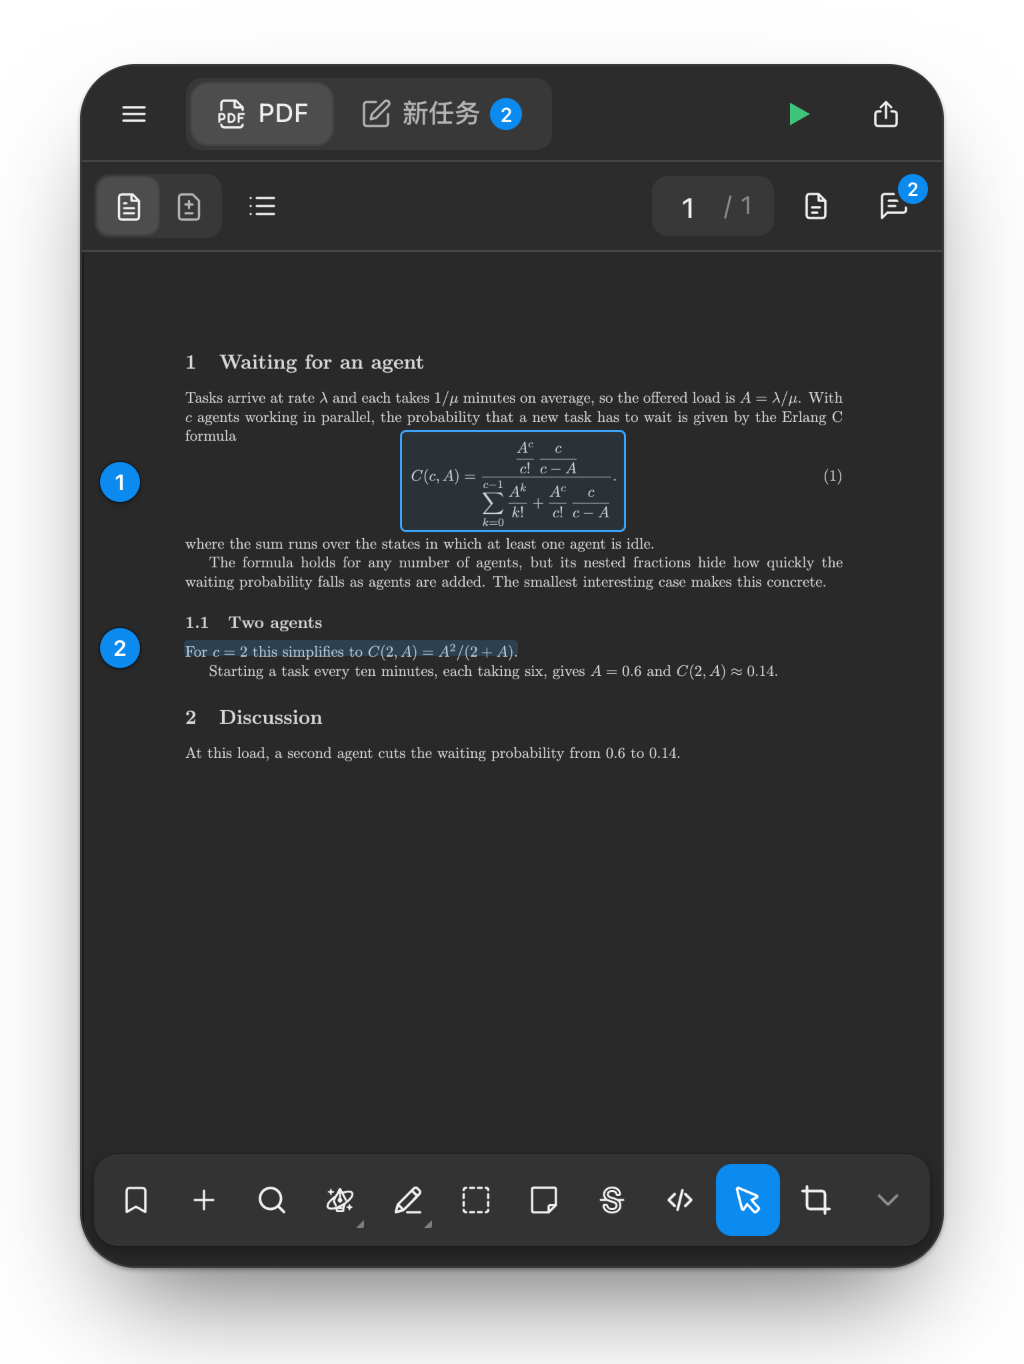 PDF 新任务 2
1 / 1 2
1 Waiting for an agent
Tasks arrive at rate λ and each takes 1/μ minutes on average, so the offered load is A = λ/μ. With
c agents working in parallel, the probability that a new task has to wait is given by the Erlang C
formula
1 C(c, A) = \frac{\frac{A^c}{c!} \frac{c}{c − A}}{\sum_{k=0}^{c−1} \frac{A^k}{k!} + \frac{A^c}{c!} \frac{c}{c − A}}. (1)
where the sum runs over the states in which at least one agent is idle.
The formula holds for any number of agents, but its nested fractions hide how quickly the
waiting probability falls as agents are added. The smallest interesting case makes this concrete.
1.1 Two agents
2 For c = 2 this simplifies to C(2, A) = A²/(2 + A).
Starting a task every ten minutes, each taking six, gives A = 0.6 and C(2, A) ≈ 0.14.
2 Discussion
At this load, a second agent cuts the waiting probability from 0.6 to 0.14.